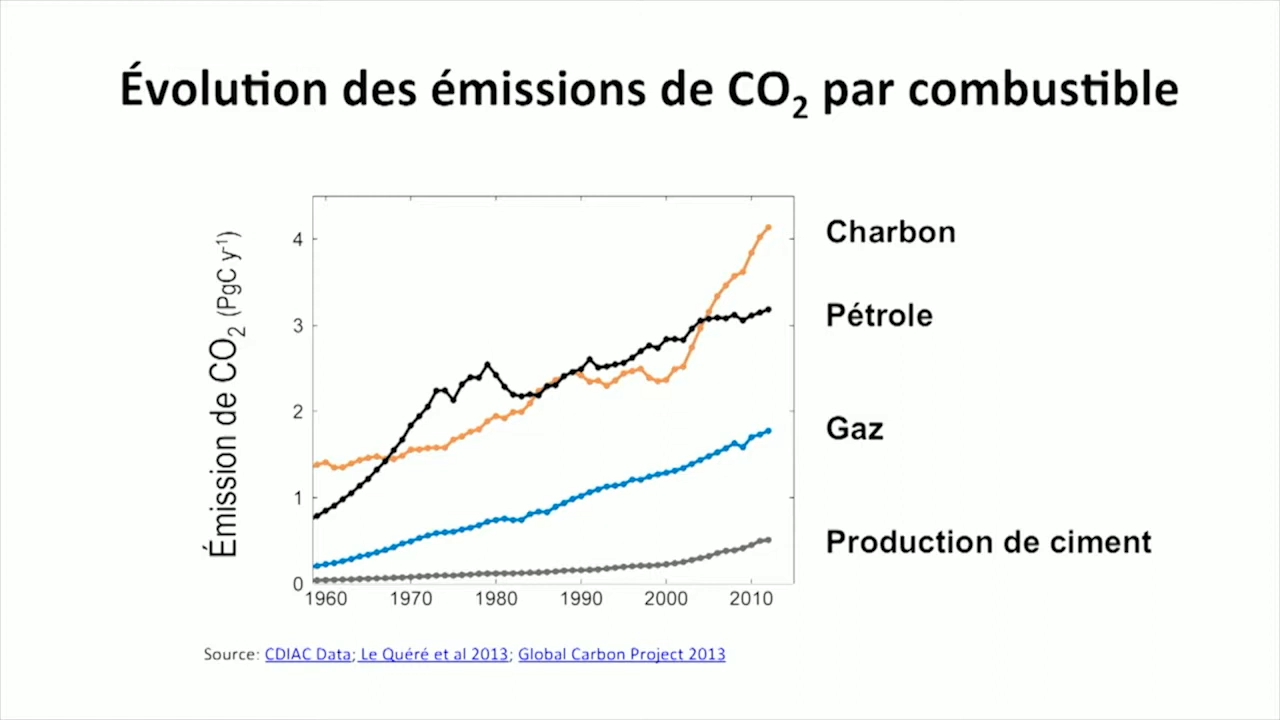 Évolution des émissions de CO₂ par combustible
Émission de CO₂ (PgC y⁻¹)
4
3
2
1
0
1960 1970 1980 1990 2000 2010
Charbon
Pétrole
Gaz
Production de ciment
Source: CDIAC Data; Le Quéré et al 2013; Global Carbon Project 2013